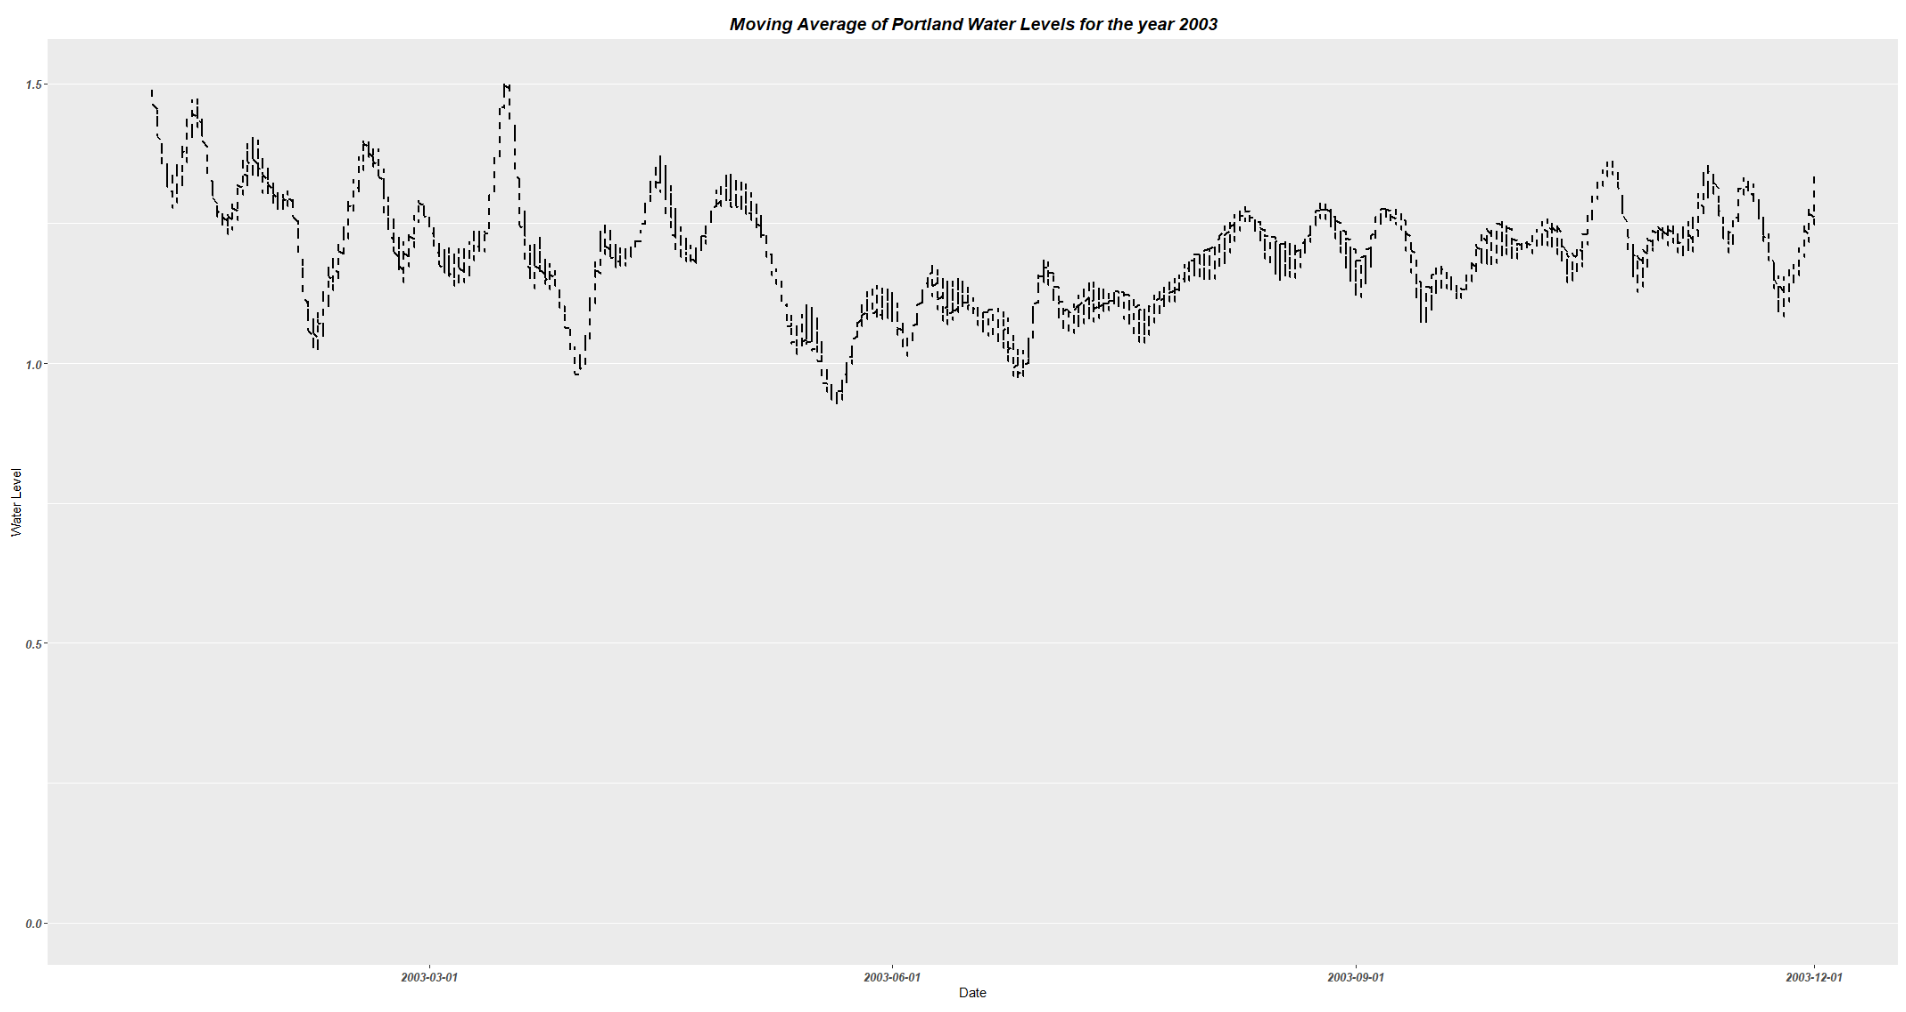 Moving Average of Portland Water Levels for the year 2003
1.5
1.0
0.5
0.0
Water Level
2003-03-01
2003-06-01
2003-09-01
2003-12-01
Date